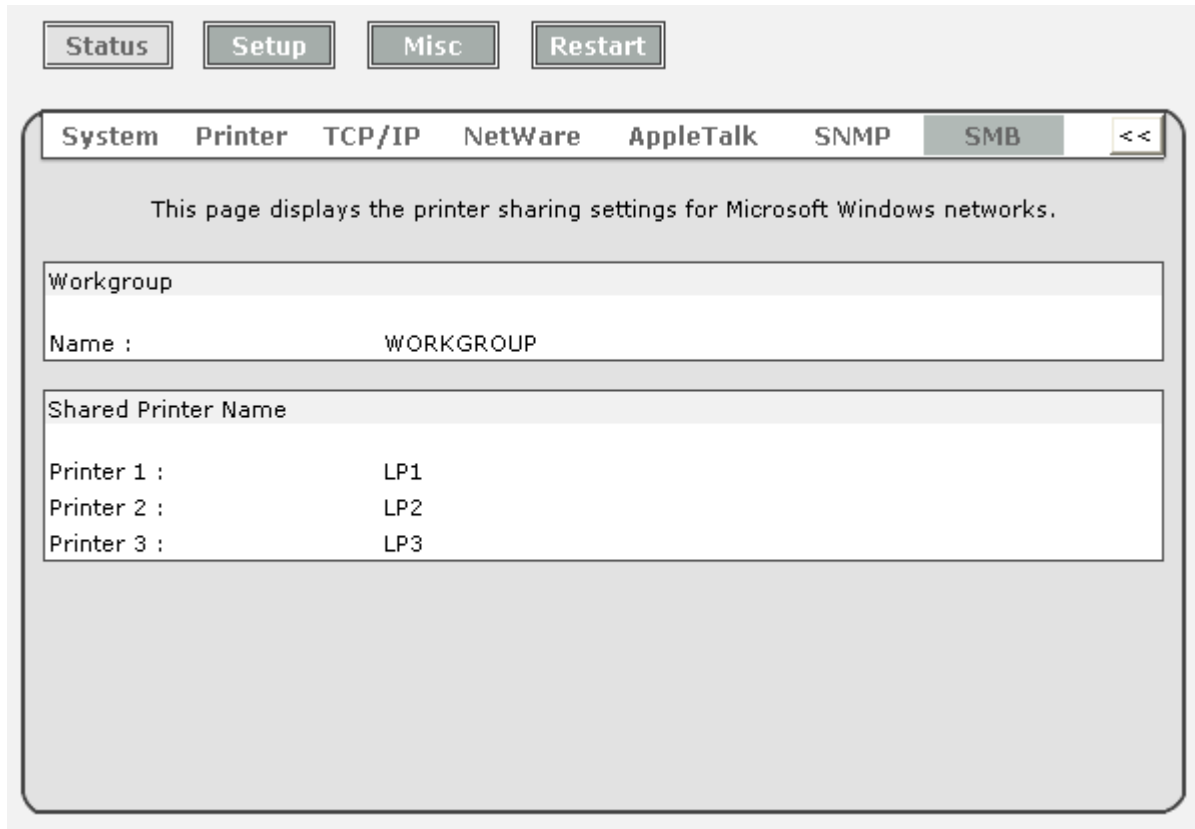 Status Setup Misc Restart
System Printer TCP/IP NetWare AppleTalk SNMP SMB <<
This page displays the printer sharing settings for Microsoft Windows networks.
Workgroup
Name : WORKGROUP
Shared Printer Name
Printer 1 : LP1
Printer 2 : LP2
Printer 3 : LP3